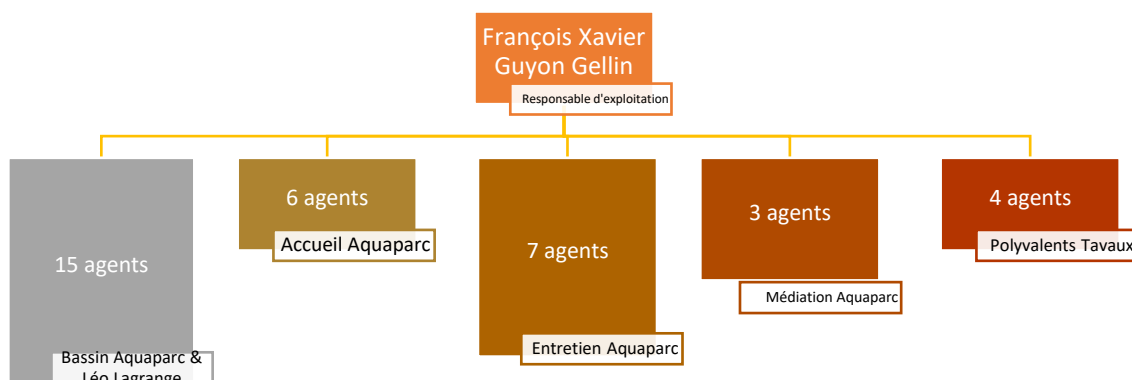 François Xavier
Guyon Gellin
Responsable d'exploitation
15 agents
Bassin Aquaparc &
Léo Lagrange
6 agents
Accueil Aquaparc
7 agents
Entretien Aquaparc
3 agents
Médiation Aquaparc
4 agents
Polyvalents Tavaux